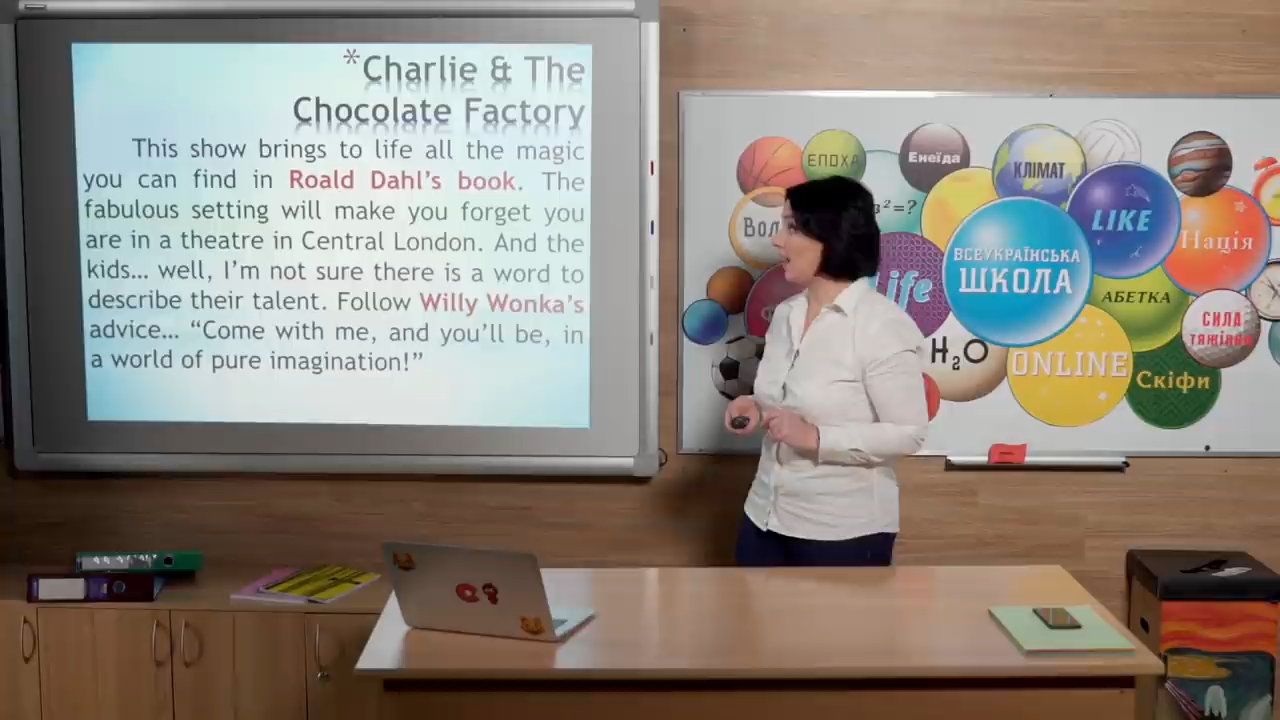 *Charlie & The
Chocolate Factory
This show brings to life all the magic
you can find in Roald Dahl’s book. The
fabulous setting will make you forget you
are in a theatre in Central London. And the
kids… well, I’m not sure there is a word to
describe their talent. Follow Willy Wonka’s
advice… “Come with me, and you’ll be, in
a world of pure imagination!”
ЕПОХА
Енеїда
КЛІМАТ
LIKE
Нація
ВСЕУКРАЇНСЬКА
ШКОЛА
life
АБЕТКА
СИЛА
тяжіння
H₂O
ONLINE
Скіфи